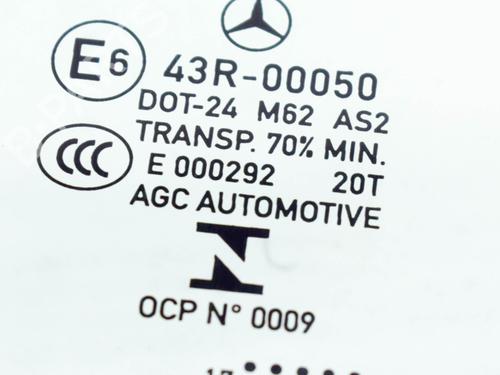 E6 43R-00050
DOT-24 M62 AS2
TRANSP. 70% MIN.
CCC E 000292 20T
AGC AUTOMOTIVE
OCP N° 0009